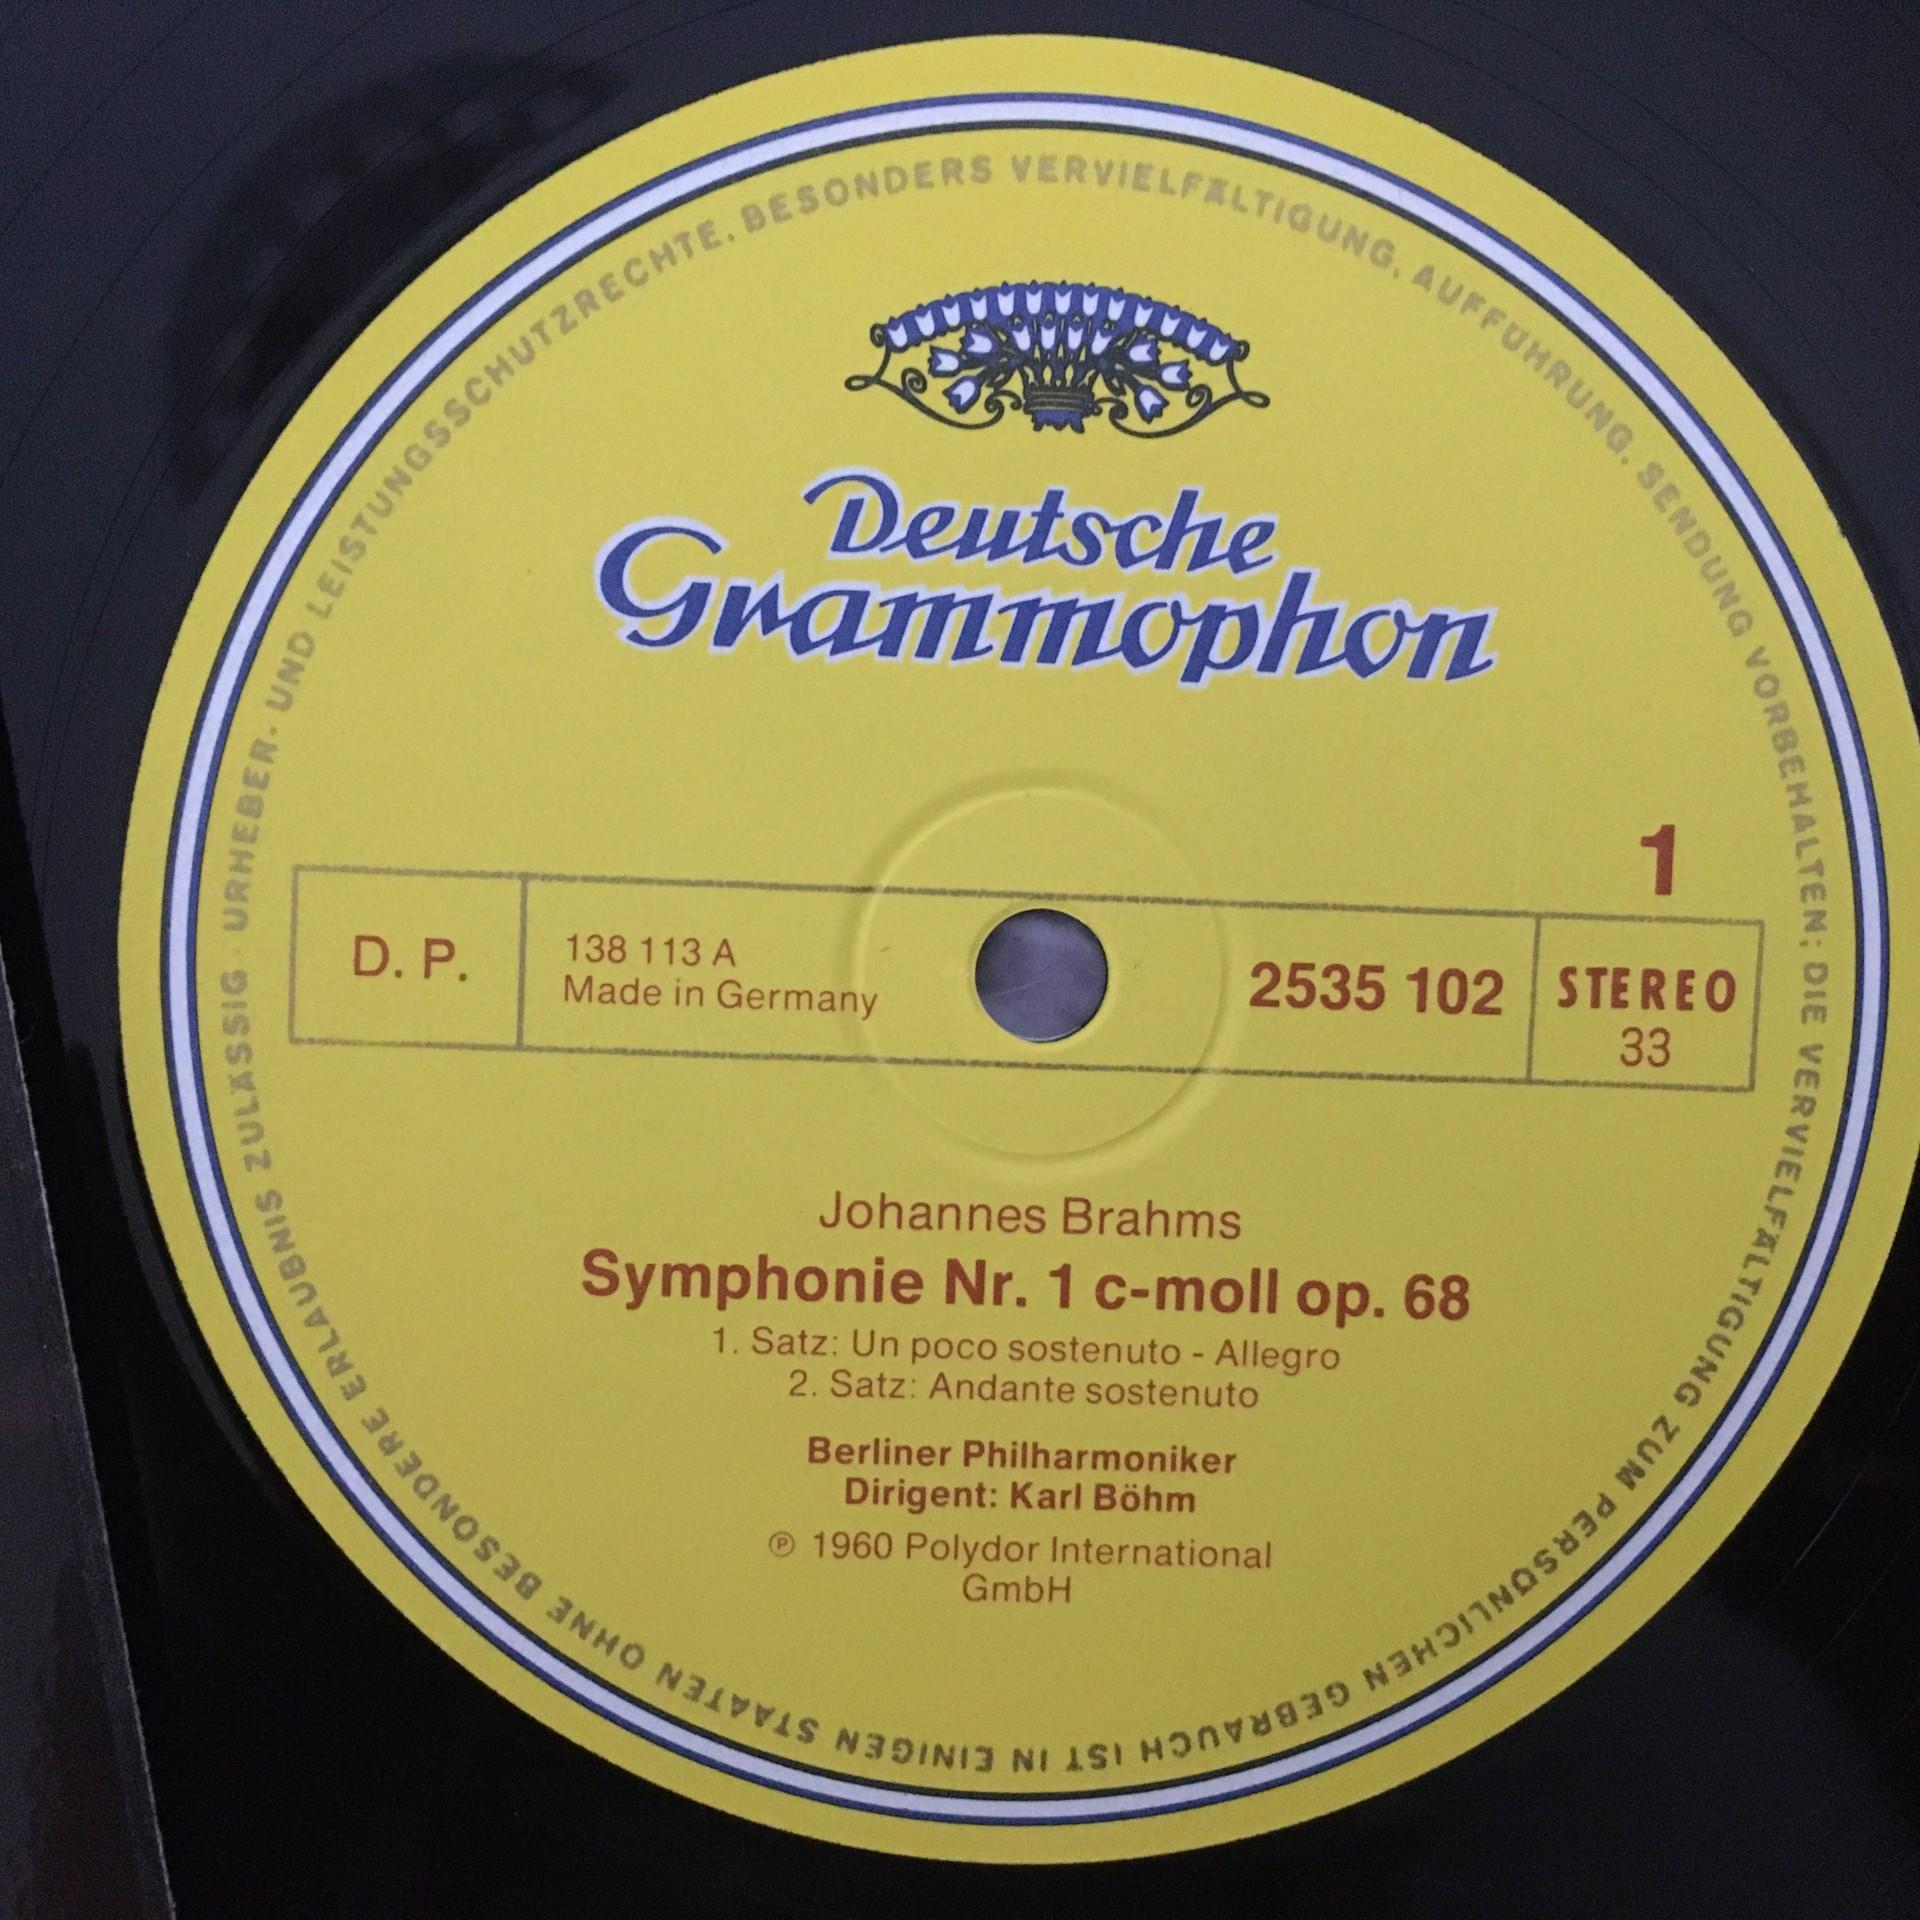 Deutsche
Grammophon
1
D. P.
138 113 A
Made in Germany
2535 102
STEREO
33
Johannes Brahms
Symphonie Nr. 1 c-moll op. 68
1. Satz: Un poco sostenuto - Allegro
2. Satz: Andante sostenuto
Berliner Philharmoniker
Dirigent: Karl Böhm
℗ 1960 Polydor International
GmbH
URHEBER- UND LEISTUNGSSCHUTZRECHTE, BESONDERS VERVIELFÄLTIGUNG, AUFFÜHRUNG, SENDUNG VORBEHALTEN; DIE VERVIELFÄLTIGUNG ZUM PERSÖNLICHEN GEBRAUCH IST IN EINIGEN STAATEN OHNE BESONDERE ERLAUBNIS ZULÄSSIG ·